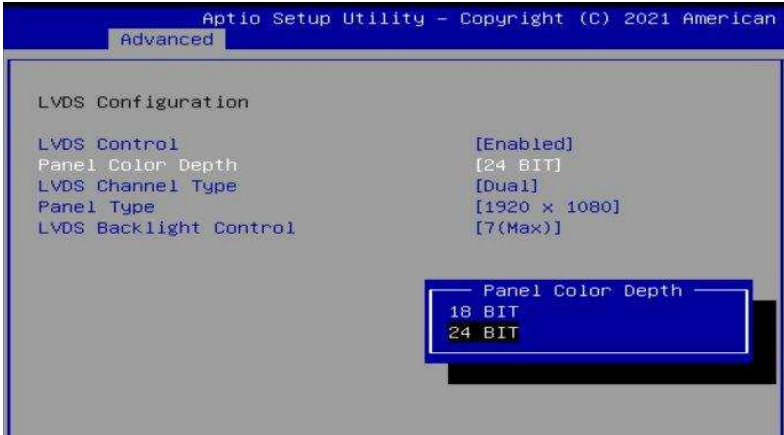 Aptio Setup Utility – Copyright (C) 2021 American
Advanced
LVDS Configuration
LVDS Control [Enabled]
Panel Color Depth [24 BIT]
LVDS Channel Type [Dual]
Panel Type [1920 x 1080]
LVDS Backlight Control [7(Max)]
Panel Color Depth
18 BIT
24 BIT